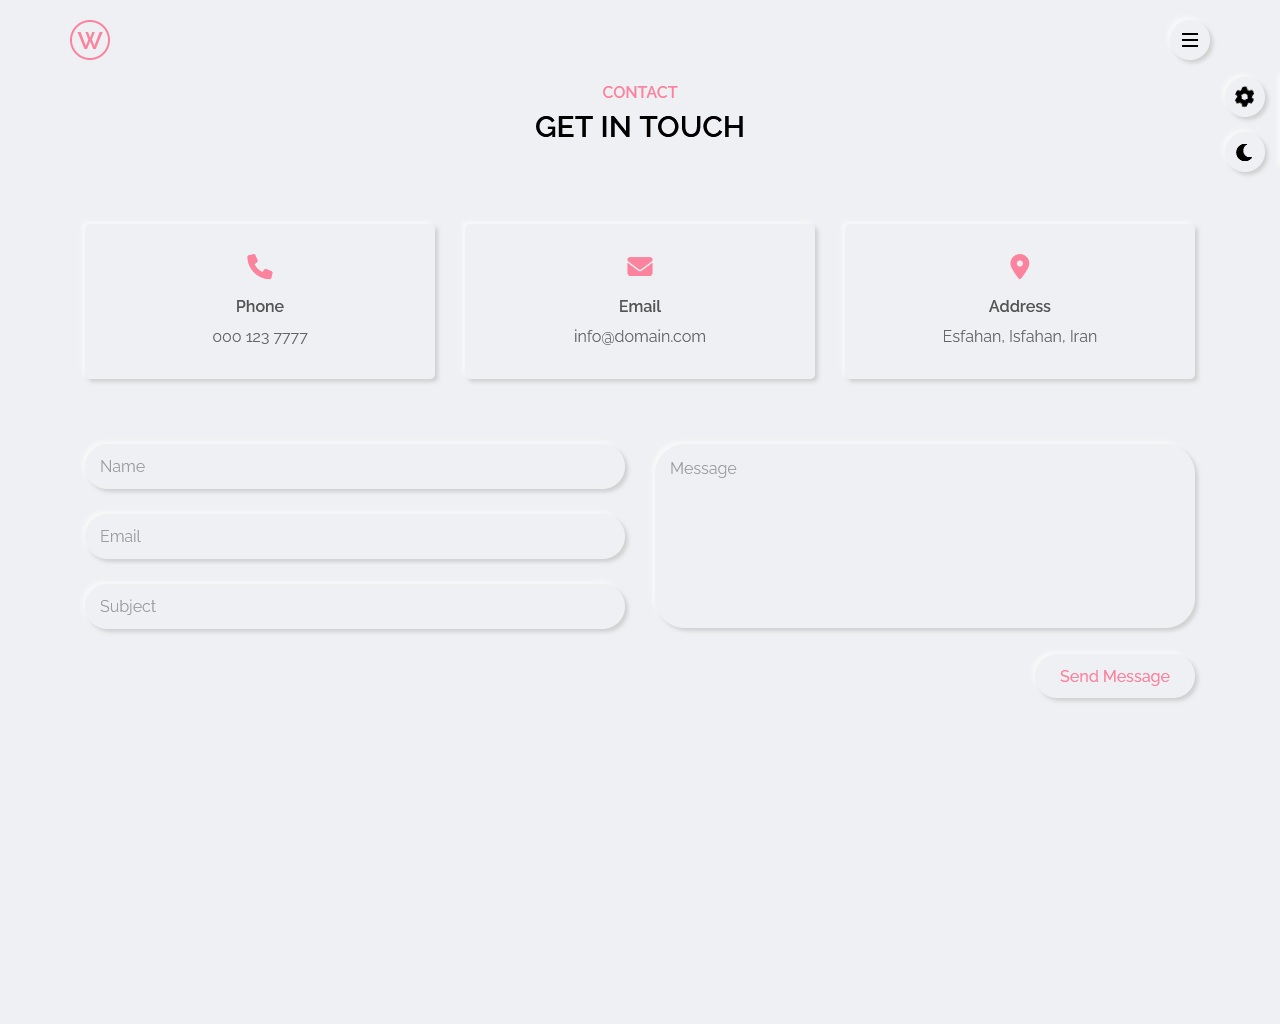 W
CONTACT
GET IN TOUCH
Phone
000 123 7777
Email
info@domain.com
Address
Esfahan, Isfahan, Iran
Name
Email
Subject
Message
Send Message